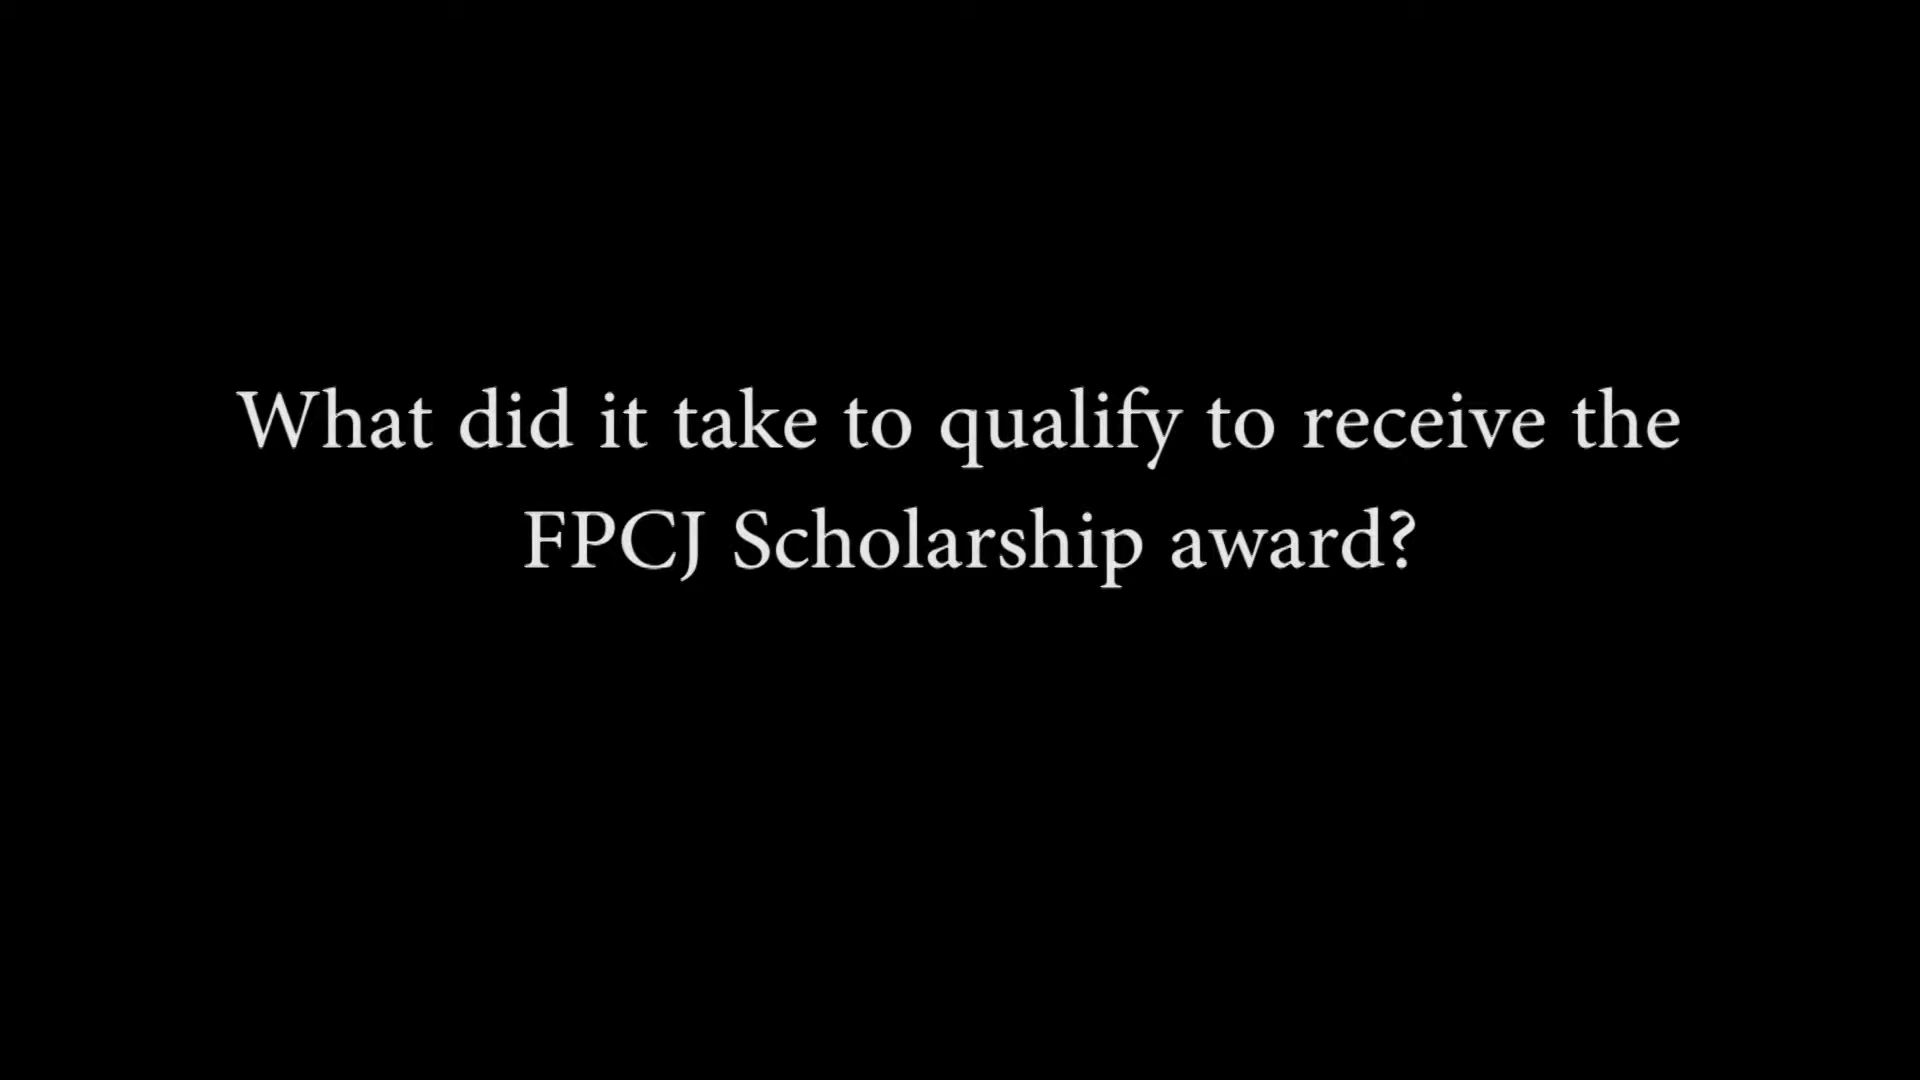 What did it take to qualify to receive the
FPCJ Scholarship award?